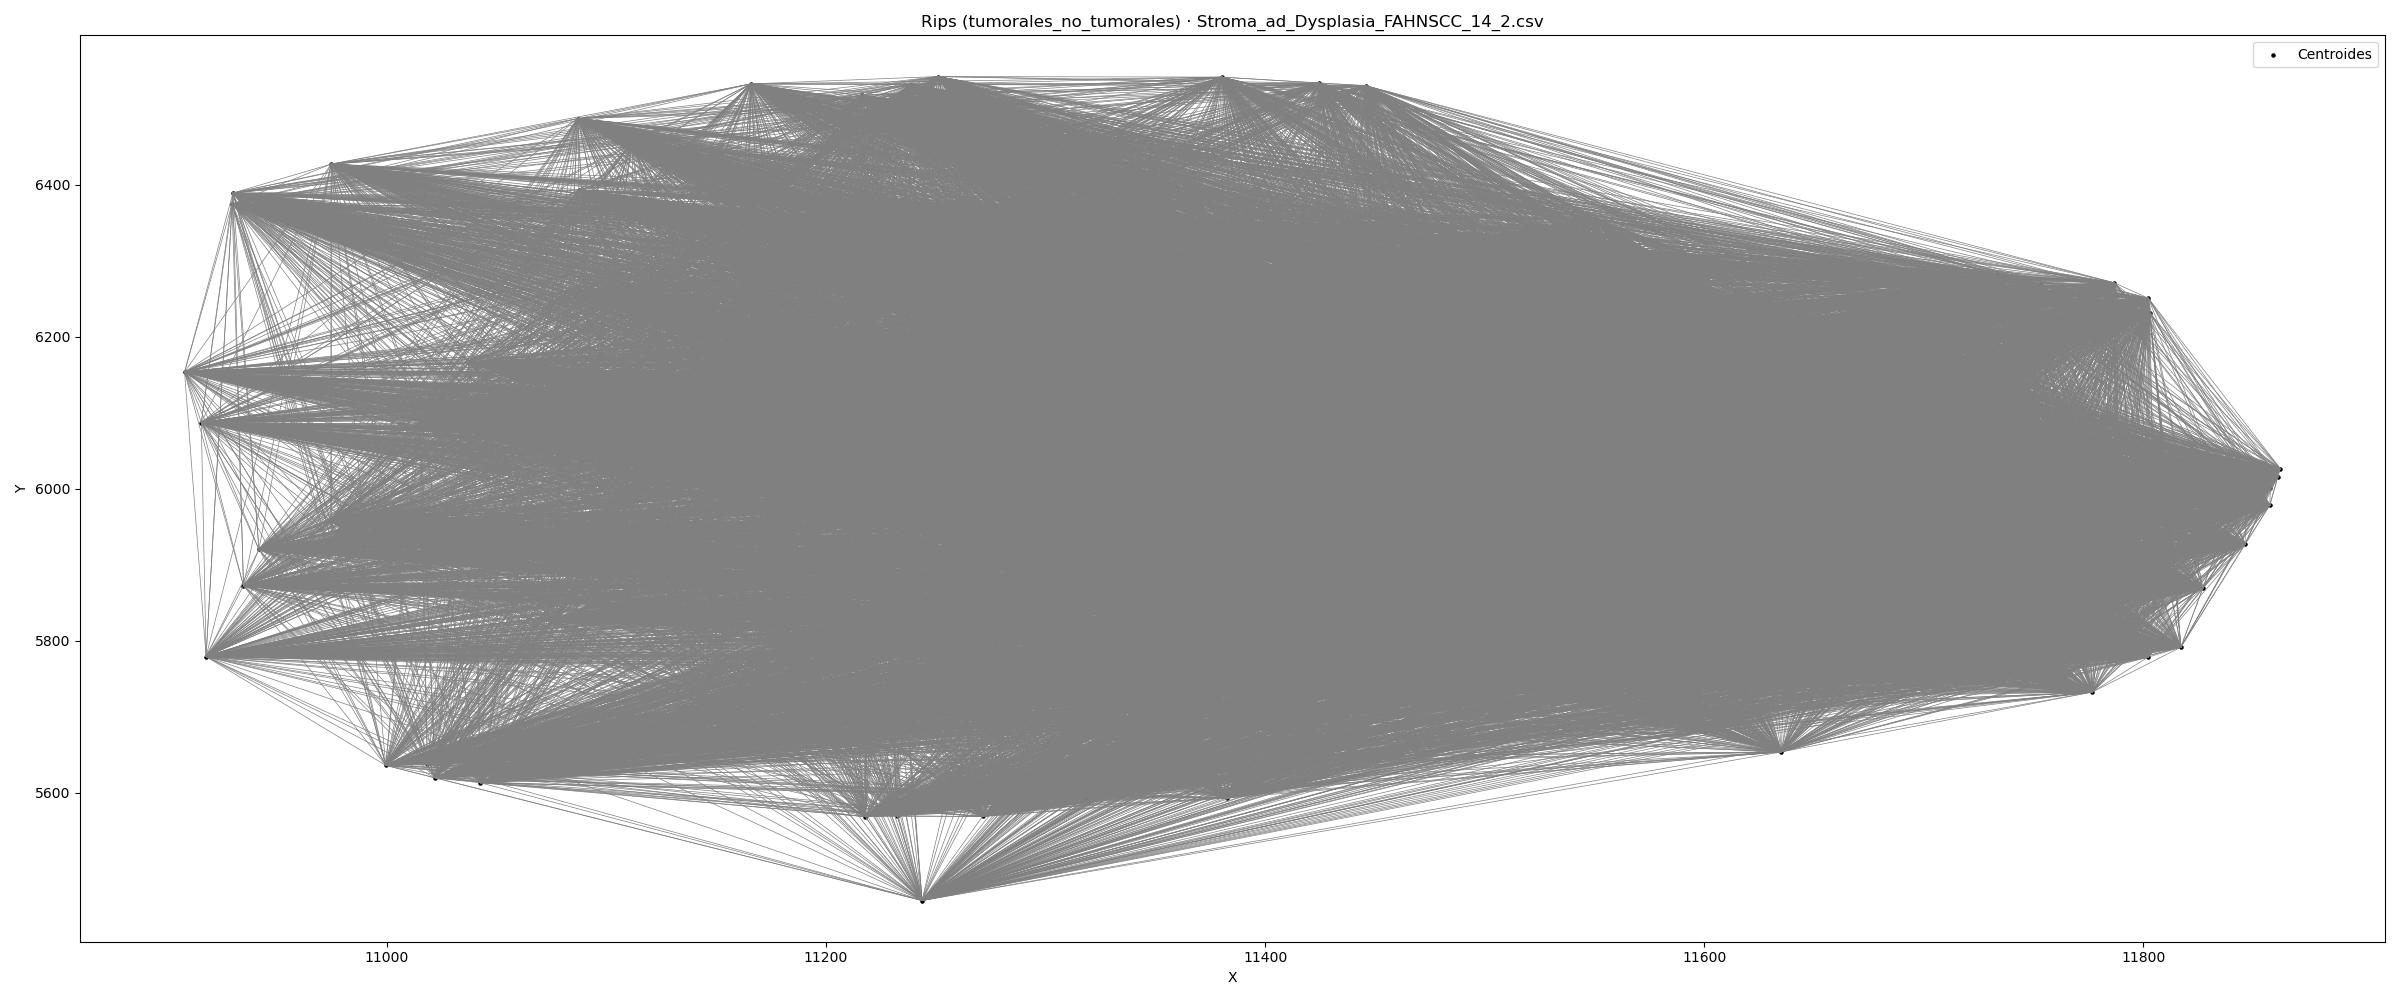 Rips (tumorales_no_tumorales) · Stroma_ad_Dysplasia_FAHNSCC_14_2.csv
Centroides
6400
6200
6000
5800
5600
Y
11000 11200 11400 11600 11800
X